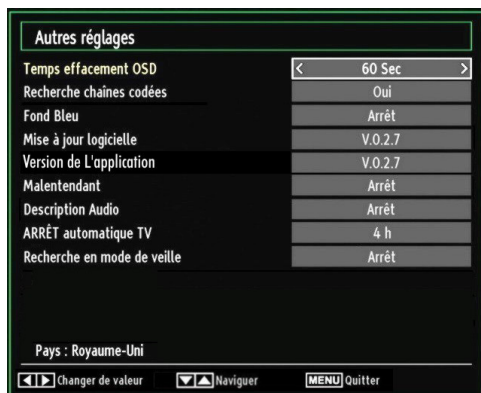 Autres réglages
Temps effacement OSD < 60 Sec >
Recherche chaînes codées Oui
Fond Bleu Arrêt
Mise à jour logicielle V.0.2.7
Version de L'application V.0.2.7
Malentendant Arrêt
Description Audio Arrêt
ARRÊT automatique TV 4 h
Recherche en mode de veille Arrêt
Pays : Royaume-Uni
Changer de valeur Naviguer MENU Quitter